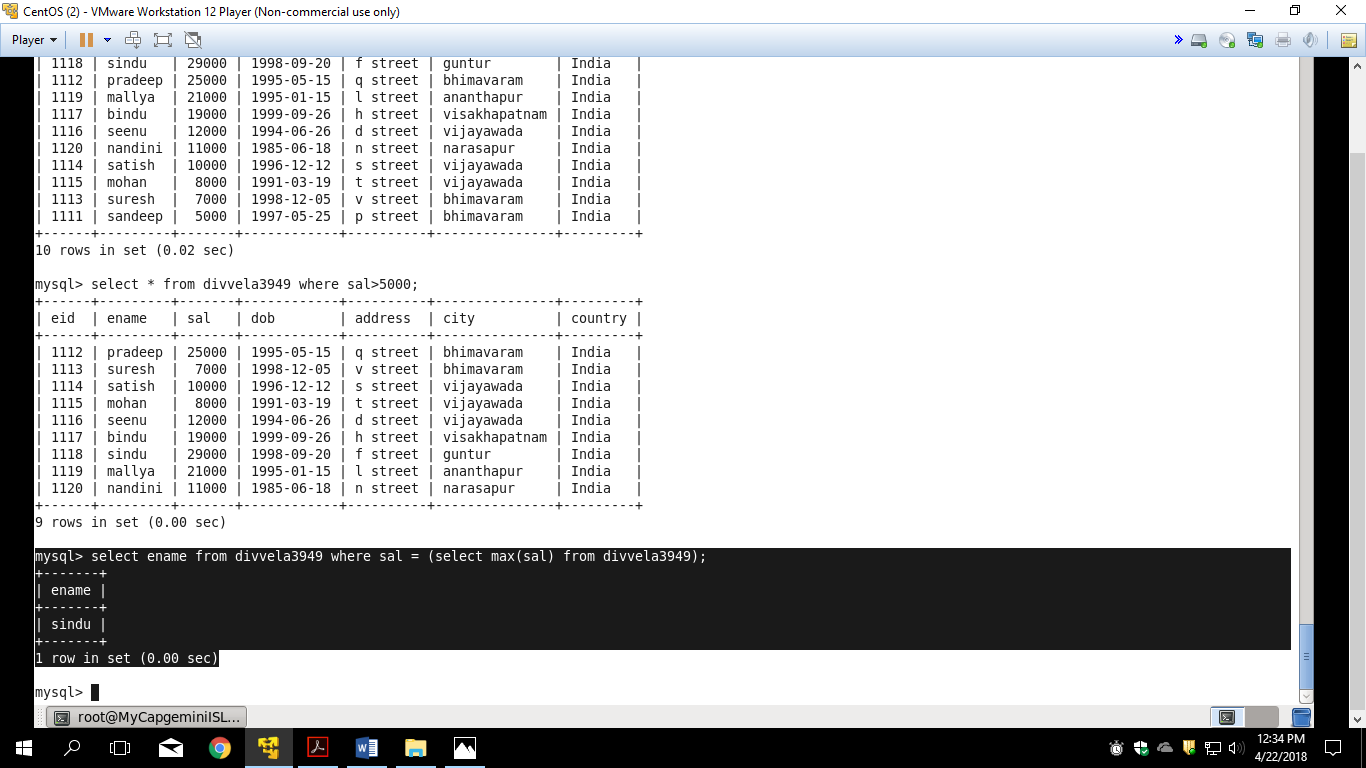 CentOS (2) - VMware Workstation 12 Player (Non-commercial use only)
Player
| 1118 | sindu   | 29000 | 1998-09-20 | f street | guntur        | India   |
| 1112 | pradeep | 25000 | 1995-05-15 | q street | bhimavaram    | India   |
| 1119 | mallya  | 21000 | 1995-01-15 | l street | ananthapur    | India   |
| 1117 | bindu   | 19000 | 1999-09-26 | h street | visakhapatnam | India   |
| 1116 | seenu   | 12000 | 1994-06-26 | d street | vijayawada    | India   |
| 1120 | nandini | 11000 | 1985-06-18 | n street | narasapur     | India   |
| 1114 | satish  | 10000 | 1996-12-12 | s street | vijayawada    | India   |
| 1115 | mohan   |  8000 | 1991-03-19 | t street | vijayawada    | India   |
| 1113 | suresh  |  7000 | 1998-12-05 | v street | bhimavaram    | India   |
| 1111 | sandeep |  5000 | 1997-05-25 | p street | bhimavaram    | India   |
+------+---------+-------+------------+----------+---------------+---------+
10 rows in set (0.02 sec)
mysql> select * from divvela3949 where sal>5000;
+------+---------+-------+------------+----------+---------------+---------+
| eid  | ename   | sal   | dob        | address  | city          | country |
+------+---------+-------+------------+----------+---------------+---------+
| 1112 | pradeep | 25000 | 1995-05-15 | q street | bhimavaram    | India   |
| 1113 | suresh  |  7000 | 1998-12-05 | v street | bhimavaram    | India   |
| 1114 | satish  | 10000 | 1996-12-12 | s street | vijayawada    | India   |
| 1115 | mohan   |  8000 | 1991-03-19 | t street | vijayawada    | India   |
| 1116 | seenu   | 12000 | 1994-06-26 | d street | vijayawada    | India   |
| 1117 | bindu   | 19000 | 1999-09-26 | h street | visakhapatnam | India   |
| 1118 | sindu   | 29000 | 1998-09-20 | f street | guntur        | India   |
| 1119 | mallya  | 21000 | 1995-01-15 | l street | ananthapur    | India   |
| 1120 | nandini | 11000 | 1985-06-18 | n street | narasapur     | India   |
+------+---------+-------+------------+----------+---------------+---------+
9 rows in set (0.00 sec)
mysql> select ename from divvela3949 where sal = (select max(sal) from divvela3949);
+-------+
| ename |
+-------+
| sindu |
+-------+
1 row in set (0.00 sec)
mysql>
root@MyCapgeminiISL...
12:34 PM
4/22/2018